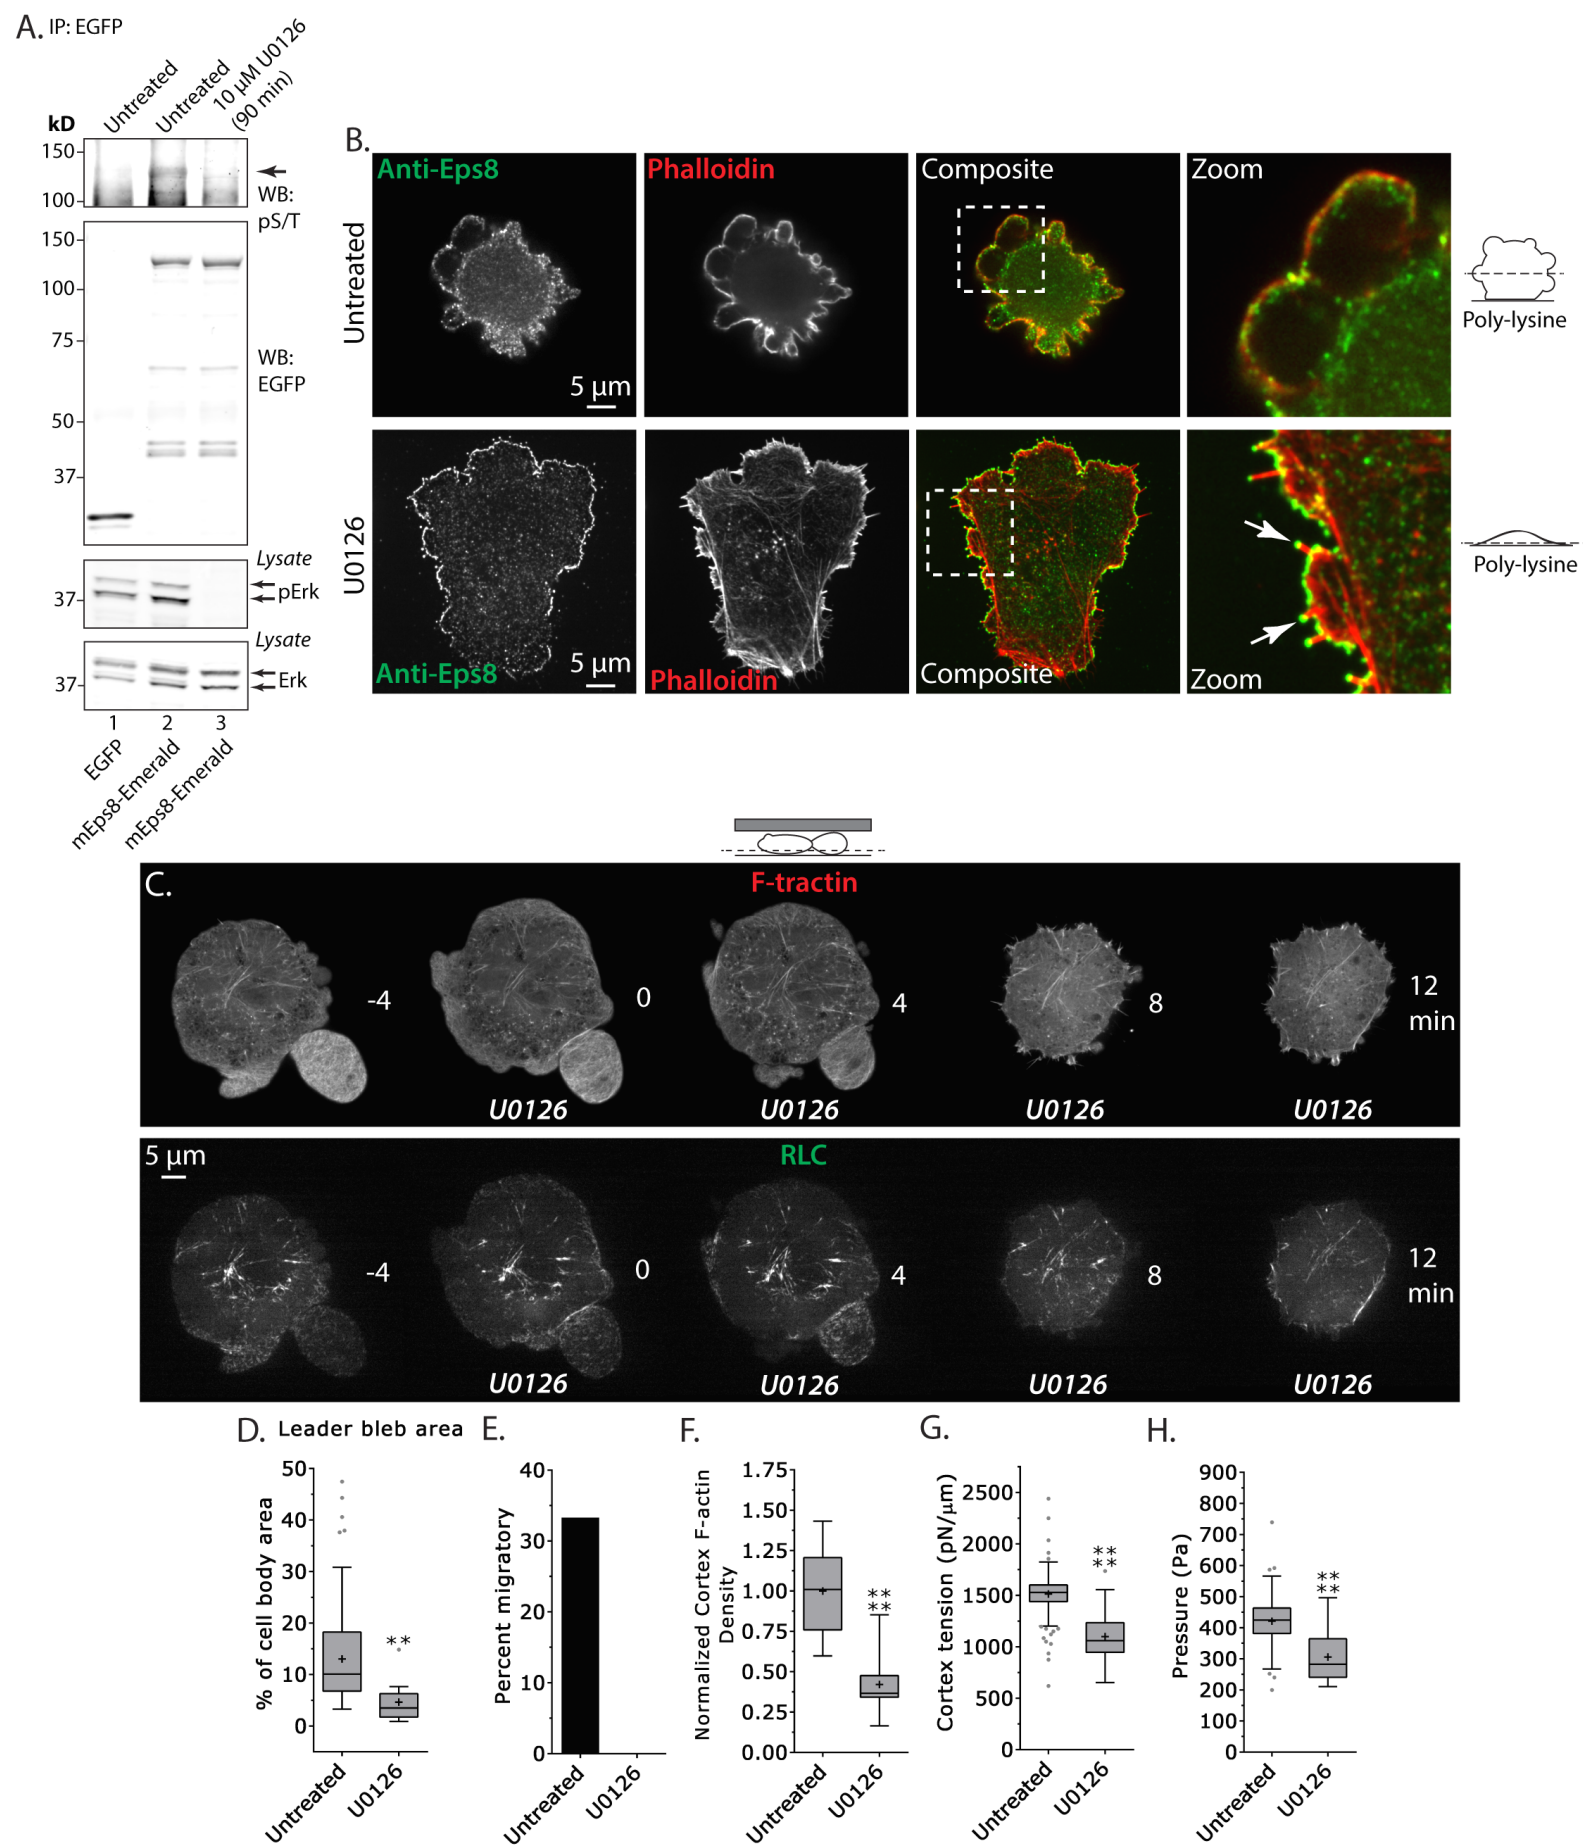 A. IP: EGFP
Untreated
Untreated
10 µM U0126
(90 min)
kD
150
100
WB:
pS/T
150
100
75
50
37
WB:
EGFP
Lysate
pErk
37
Lysate
Erk
37
1 2 3
EGFP
mEps8-Emerald
mEps8-Emerald
B.
Untreated
Anti-Eps8
Phalloidin
Composite
Zoom
5 µm
Poly-lysine
U0126
Anti-Eps8
5 µm
Phalloidin
Composite
Zoom
Poly-lysine
C.
F-tractin
-4
0
4
8
12
min
U0126
U0126
U0126
U0126
5 µm
RLC
-4
0
4
8
12
min
U0126
U0126
U0126
U0126
D. Leader bleb area
% of cell body area
50
40
30
20
10
0
**
Untreated
U0126
E.
Percent migratory
40
30
20
10
0
Untreated
U0126
F.
Normalized Cortex F-actin
Density
1.75
1.50
1.25
1.00
0.75
0.50
0.25
0.00
**
**
Untreated
U0126
G.
Cortex tension (pN/µm)
2500
2000
1500
1000
500
0
**
**
Untreated
U0126
H.
Pressure (Pa)
900
800
700
600
500
400
300
200
100
0
**
**
Untreated
U0126